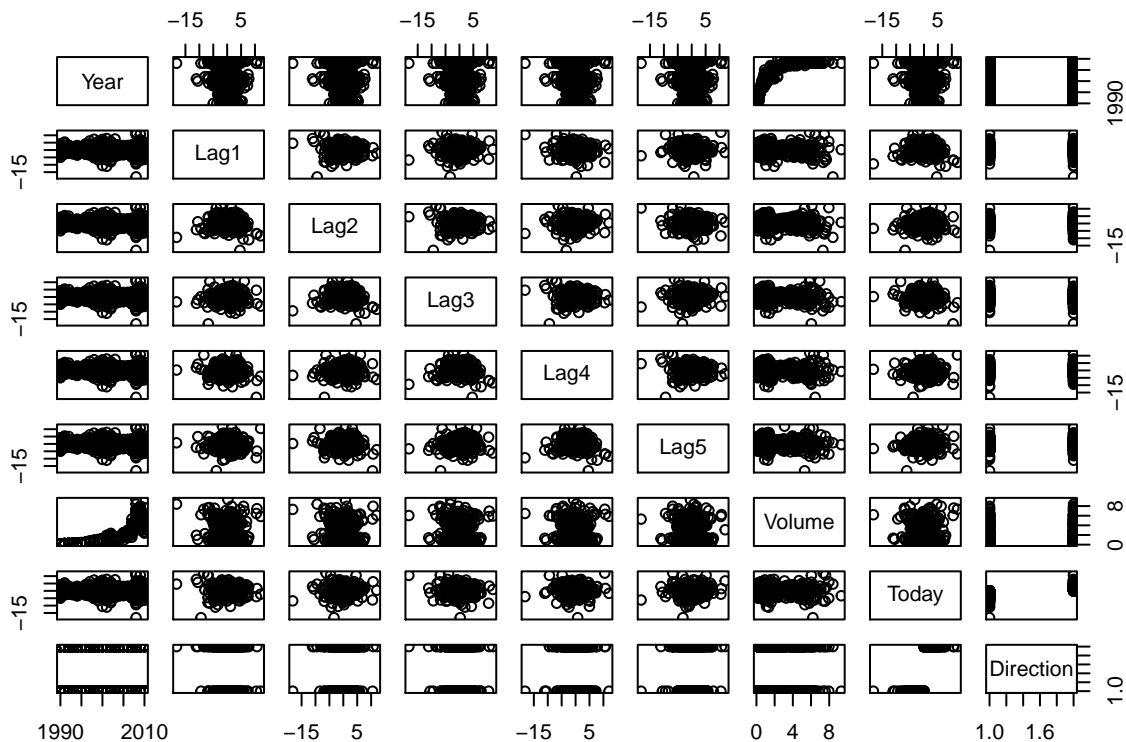 −15 5 −15 5 −15 5 −15 5
Year 1990
−15 Lag1
Lag2 −15
−15 Lag3
Lag4 −15
−15 Lag5
Volume 0 8
−15 Today
Direction 1.0
1990 2010 −15 5 −15 5 0 4 8 1.0 1.6